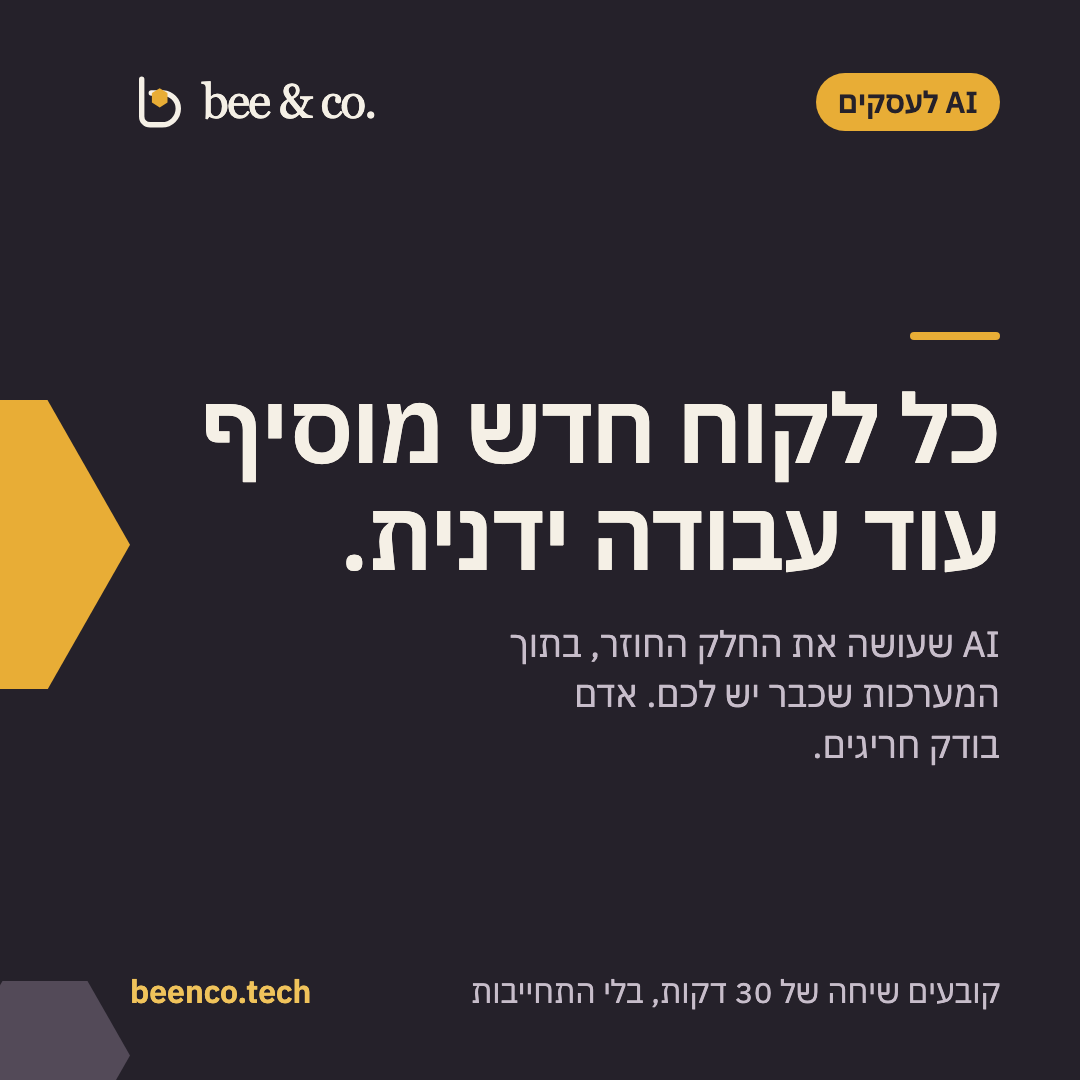 bee & co.
AI לעסקים
כל לקוח חדש מוסיף
עוד עבודה ידנית.
AI שעושה את החלק החוזר, בתוך
המערכות שכבר יש לכם. אדם
בודק חריגים.
קובעים שיחה של 30 דקות, בלי התחייבות
beenco.tech